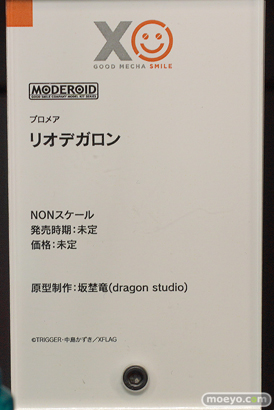 XO
GOOD MECHA SMILE
MODEROID
GOOD SMILE COMPANY MODEL KIT SERIES
プロメア
リオデガロン
NONスケール
発売時期：未定
価格：未定
原型制作：坂埜竜(dragon studio)
©TRIGGER・中島かずき／XFLAG
moeyo.com